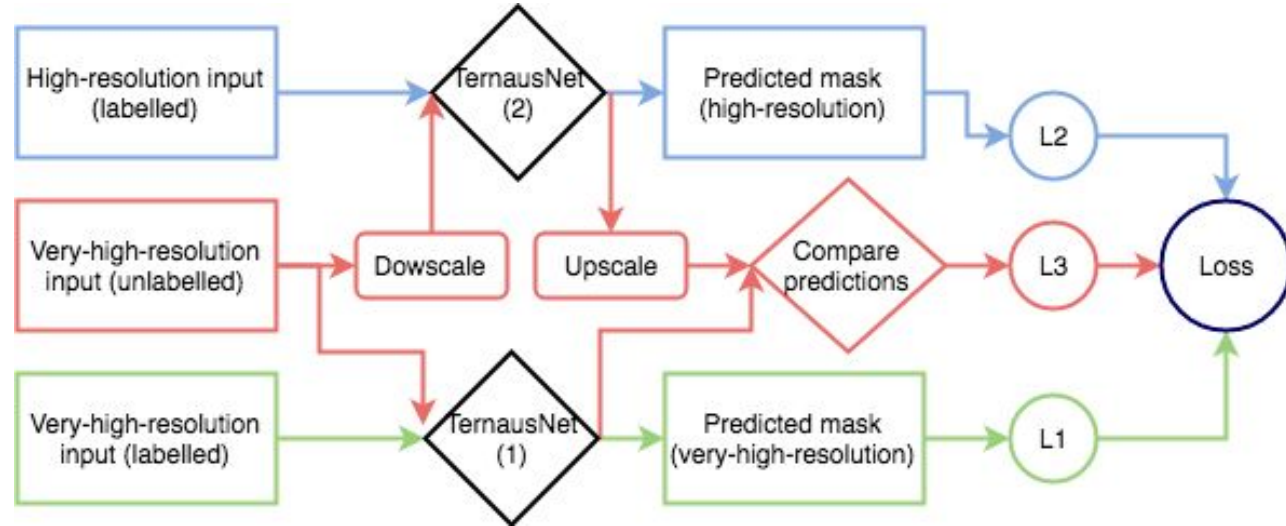 High-resolution input
(labelled)
TernausNet
(2)
Predicted mask
(high-resolution)
L2
Very-high-resolution
input (unlabelled)
Dowscale
Upscale
Compare
predictions
L3
Loss
Very-high-resolution
input (labelled)
TernausNet
(1)
Predicted mask
(very-high-resolution)
L1